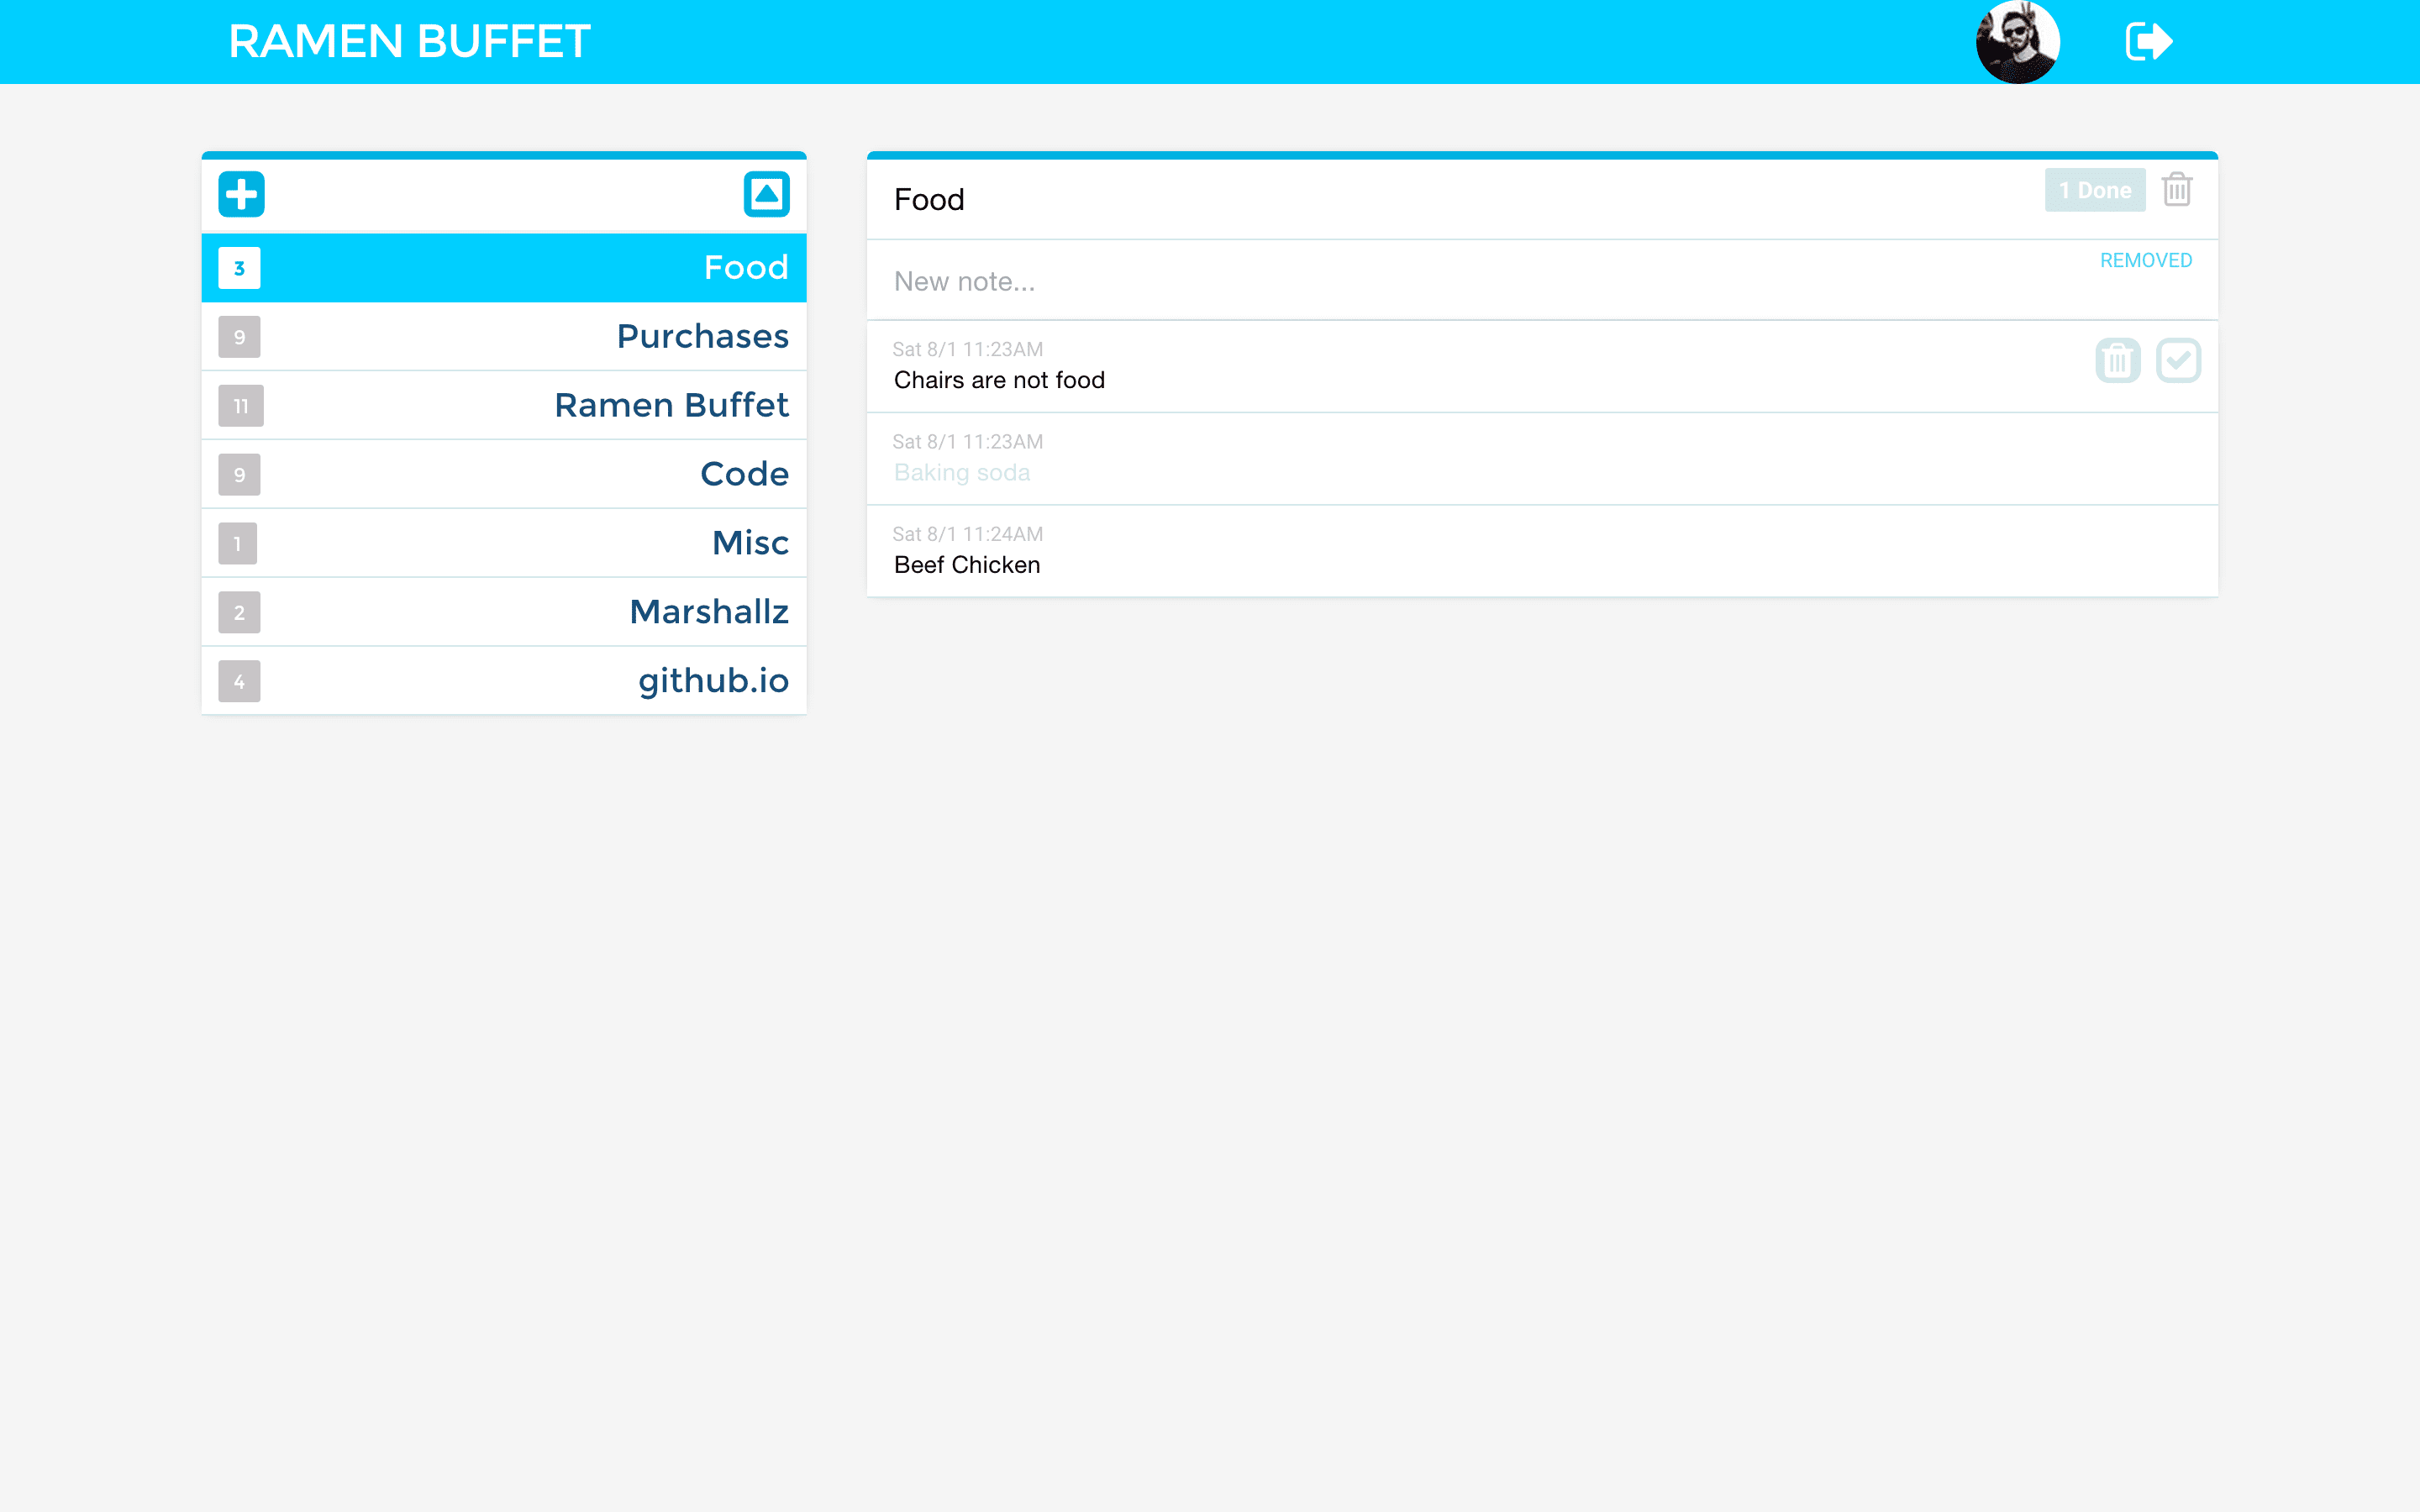 RAMEN BUFFET
3 Food
9 Purchases
11 Ramen Buffet
9 Code
1 Misc
2 Marshallz
4 github.io
Food
1 Done
REMOVED
New note...
Sat 8/1 11:23AM
Chairs are not food
Sat 8/1 11:23AM
Baking soda
Sat 8/1 11:24AM
Beef Chicken